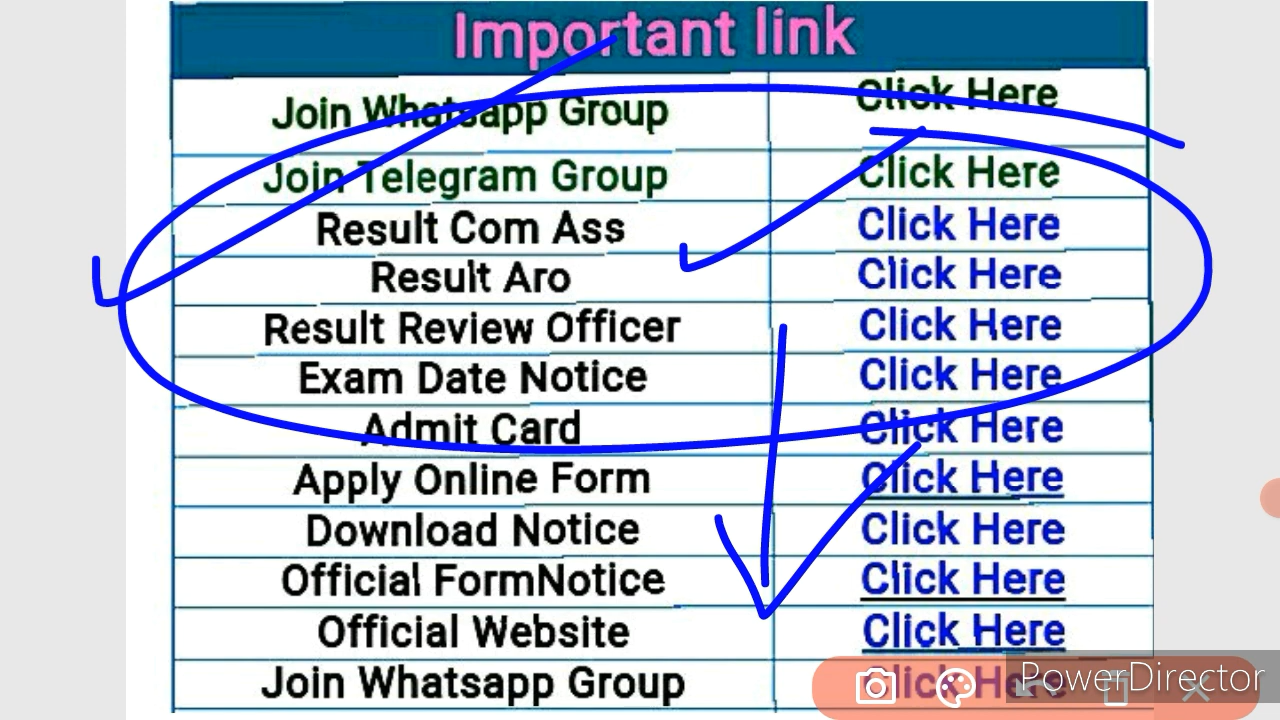 Important link
Join Whatsapp Group Click Here
Join Telegram Group Click Here
Result Com Ass Click Here
Result Aro Click Here
Result Review Officer Click Here
Exam Date Notice Click Here
Admit Card Click Here
Apply Online Form Click Here
Download Notice Click Here
Official FormNotice Click Here
Official Website Click Here
Join Whatsapp Group Click Here
PowerDirector